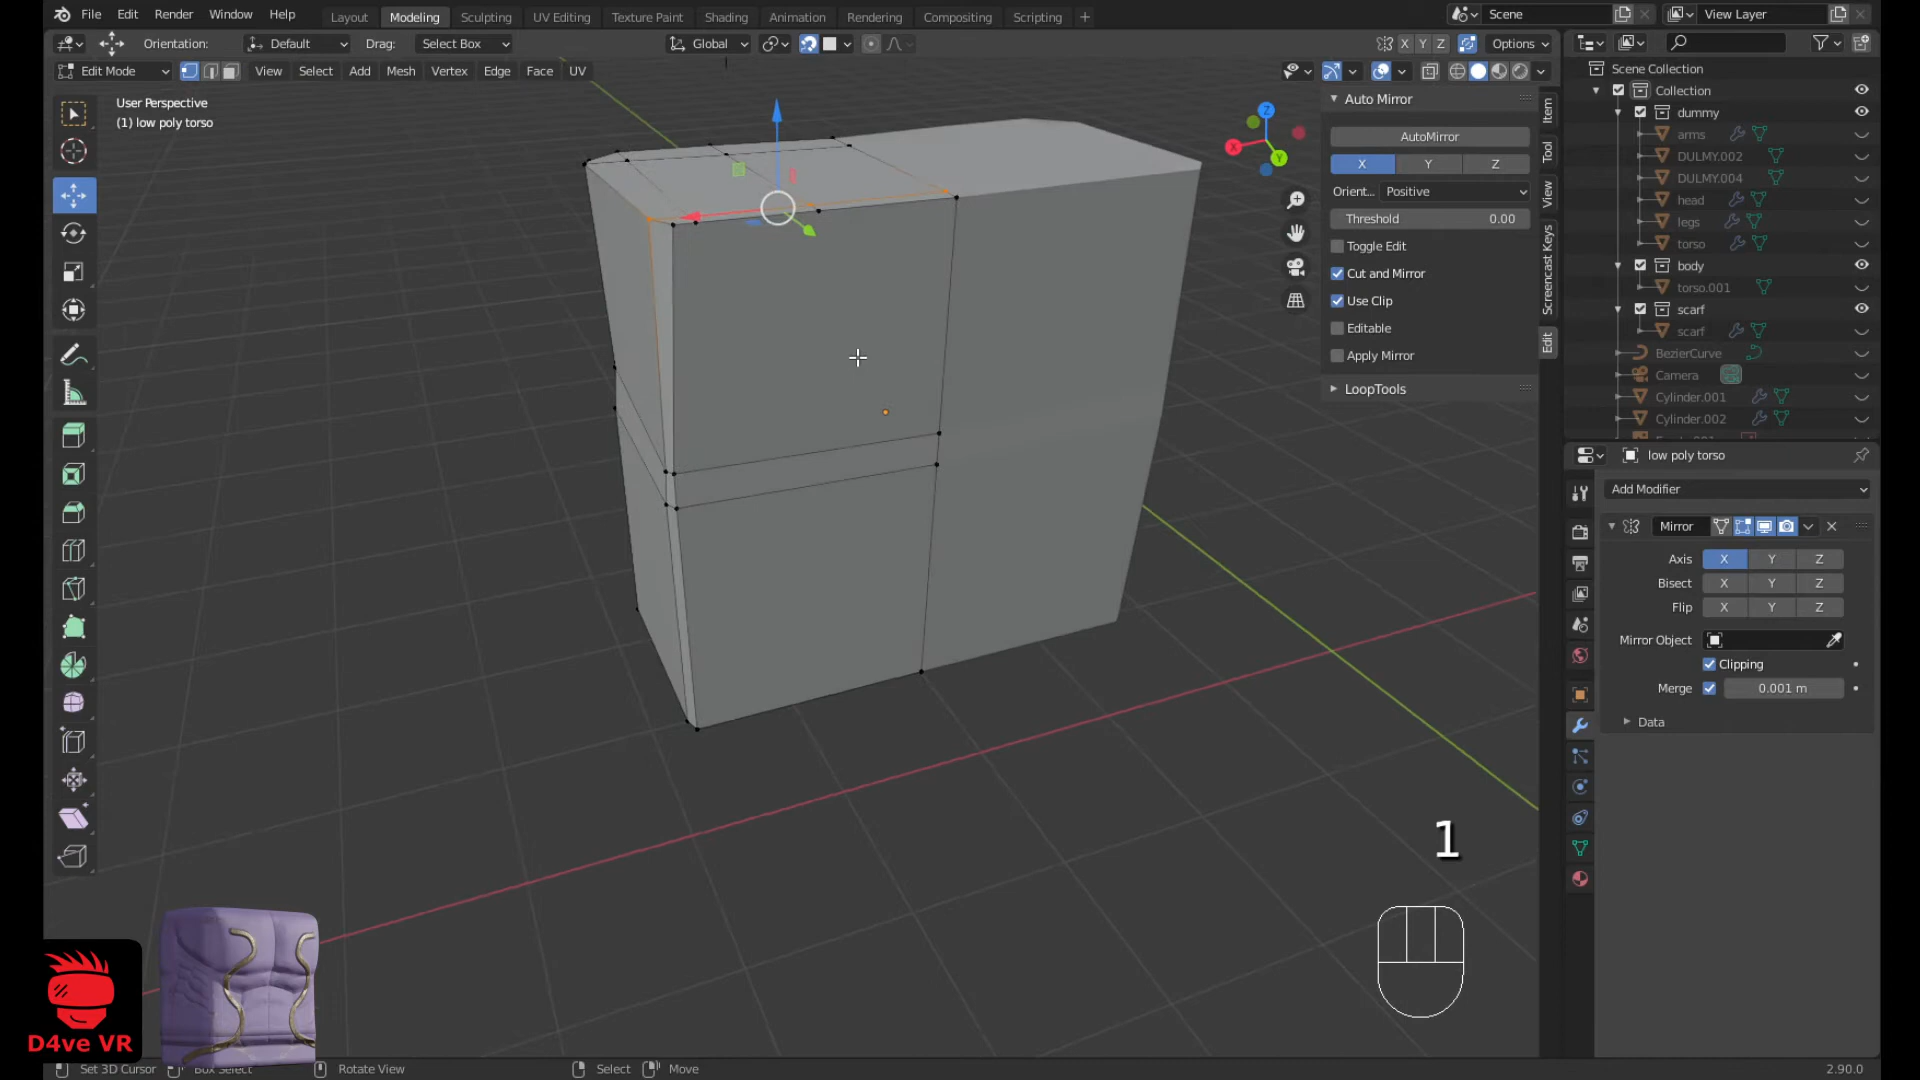 File Edit Render Window Help Layout Modeling Sculpting UV Editing Texture Paint Shading Animation Rendering Compositing Scripting + Scene View Layer
Orientation: Default Drag: Select Box Global X Y Z Options
Edit Mode View Select Add Mesh Vertex Edge Face UV
User Perspective
(1) low poly torso
Z
X
Y
Auto Mirror
AutoMirror
X Y Z
Orient... Positive
Threshold 0.00
Toggle Edit
Cut and Mirror
Use Clip
Editable
Apply Mirror
LoopTools
Item
Tool
View
Screencast Keys
Edit
Scene Collection
Collection
dummy
arms
DULMY.002
DULMY.004
head
legs
torso
body
torso.001
scarf
scarf
BezierCurve
Camera
Cylinder.001
Cylinder.002
low poly torso
Add Modifier
Mirror
Axis X Y Z
Bisect X Y Z
Flip X Y Z
Mirror Object
Clipping
Merge 0.001 m
Data
1
D4ve VR
Set 3D Cursor Box Select Rotate View Select Move 2.90.0